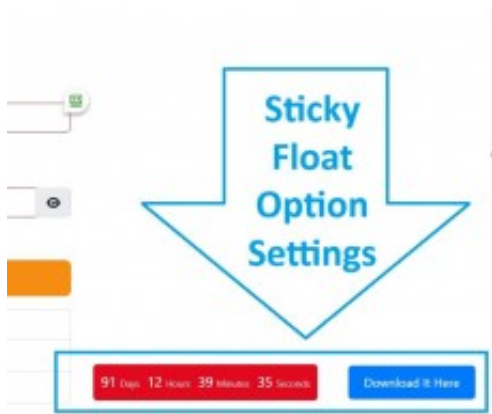 Sticky
Float
Option
Settings
91 Days 12 Hours 39 Minutes 35 Seconds
Download It Here